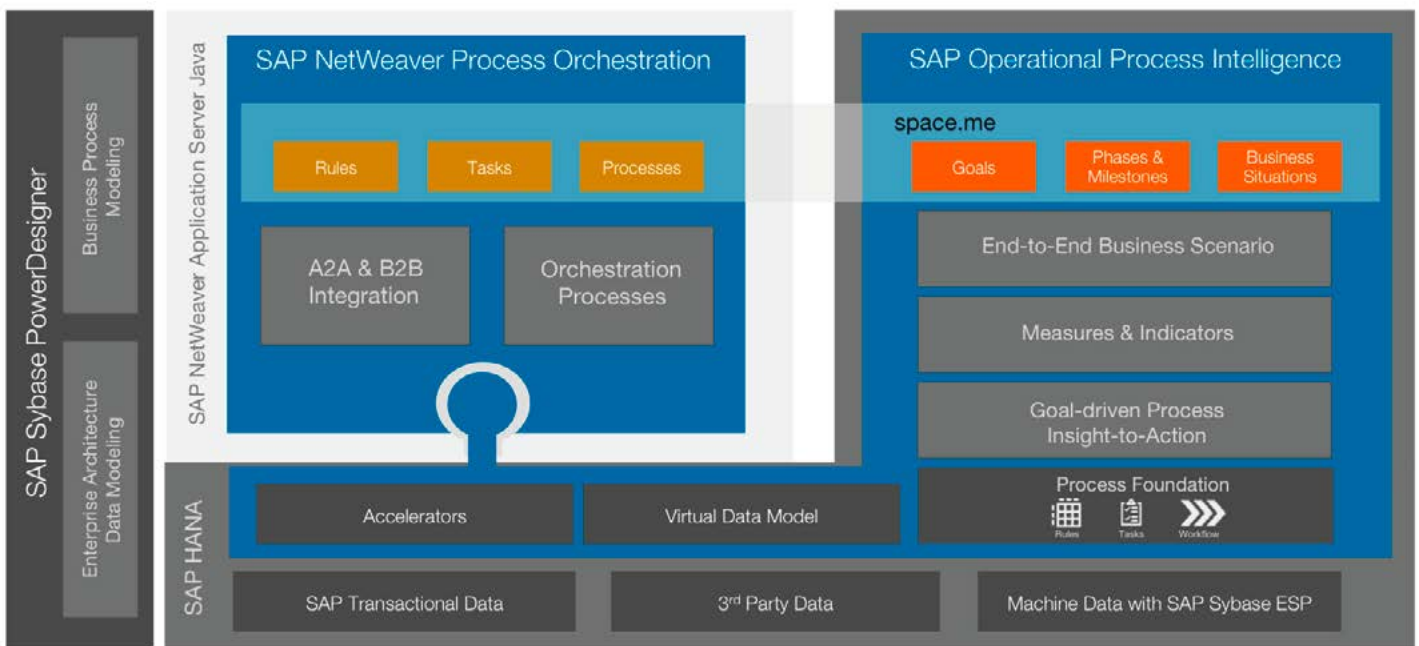 SAP Sybase PowerDesigner
Business Process
Modeling
Enterprise Architecture
Data Modeling
SAP NetWeaver Application Server Java
SAP NetWeaver Process Orchestration
Rules
Tasks
Processes
A2A & B2B
Integration
Orchestration
Processes
SAP Operational Process Intelligence
space.me
Goals
Phases &
Milestones
Business
Situations
End-to-End Business Scenario
Measures & Indicators
Goal-driven Process
Insight-to-Action
Process Foundation
Rules
Tasks
Workflow
SAP HANA
Accelerators
Virtual Data Model
SAP Transactional Data
3rd Party Data
Machine Data with SAP Sybase ESP